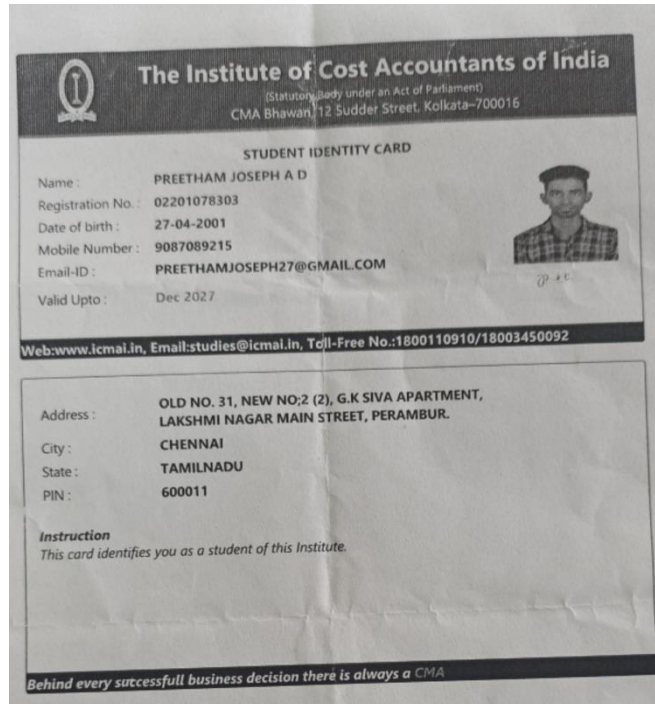 The Institute of Cost Accountants of India
(Statutory Body under an Act of Parliament)
CMA Bhawan, 12 Sudder Street, Kolkata–700016
STUDENT IDENTITY CARD
Name : PREETHAM JOSEPH A D
Registration No. : 02201078303
Date of birth : 27-04-2001
Mobile Number : 9087089215
Email-ID : PREETHAMJOSEPH27@GMAIL.COM
Valid Upto : Dec 2027
Web:www.icmai.in, Email:studies@icmai.in, Toll-Free No.:1800110910/18003450092
Address : OLD NO. 31, NEW NO;2 (2), G.K SIVA APARTMENT,
LAKSHMI NAGAR MAIN STREET, PERAMBUR.
City : CHENNAI
State : TAMILNADU
PIN : 600011
Instruction
This card identifies you as a student of this Institute.
Behind every successfull business decision there is always a CMA